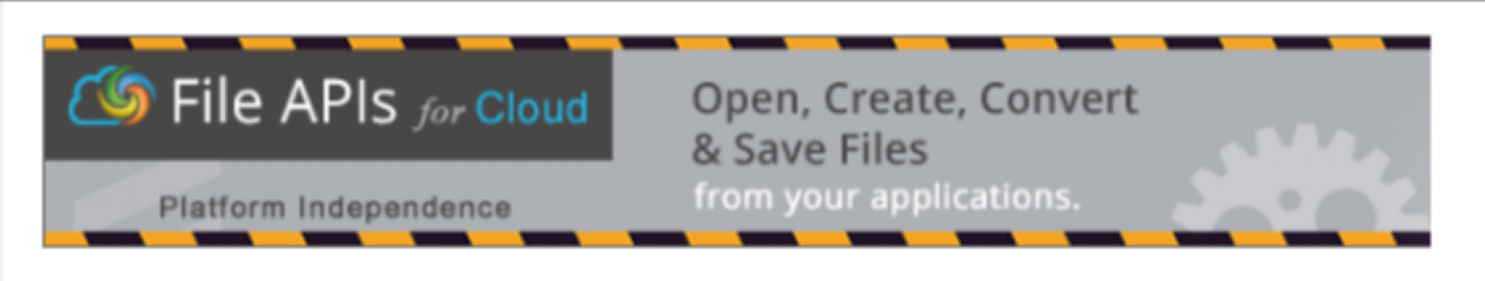 File APIs for Cloud
Platform Independence
Open, Create, Convert
& Save Files
from your applications.